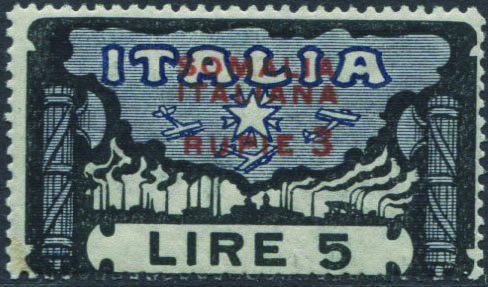 ITALIA
SOMALIA
ITALIANA
RUPIE 3
LIRE 5